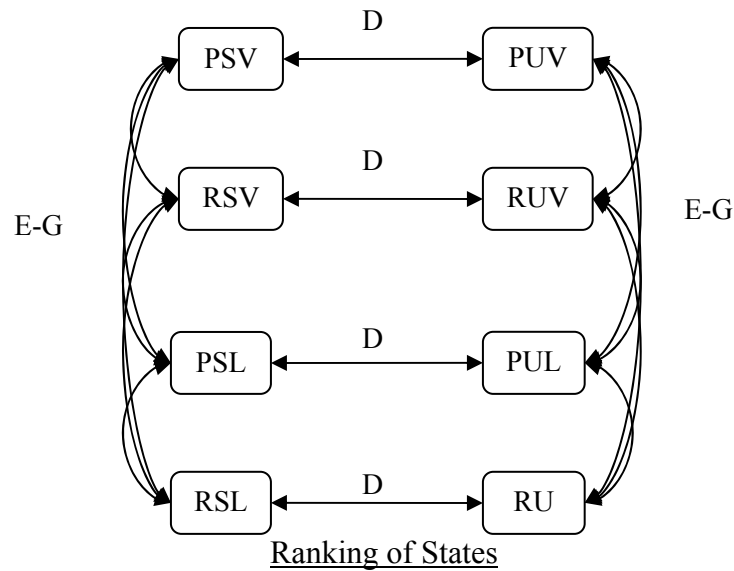 D
PSV PUV
D
RSV RUV
E-G E-G
D
PSL PUL
D
RSL RU
Ranking of States